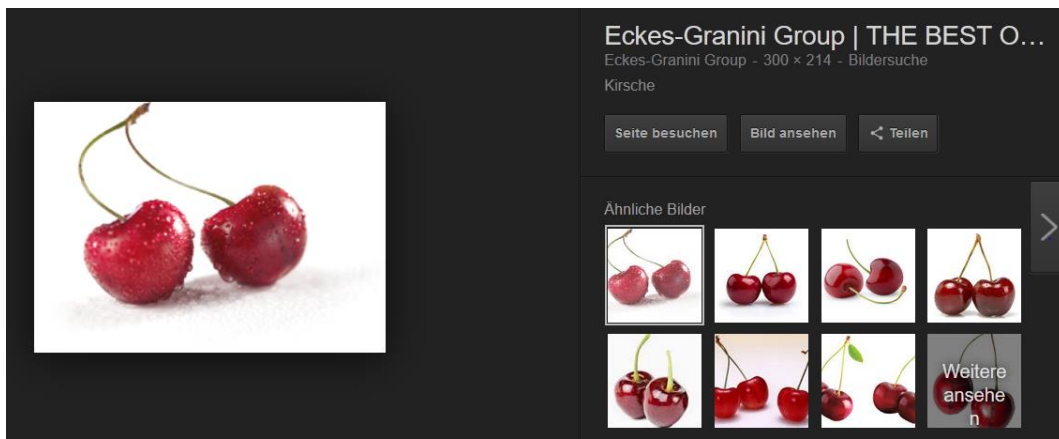 Eckes-Granini Group | THE BEST O...
Eckes-Granini Group - 300 × 214 - Bildersuche
Kirsche
Seite besuchen
Bild ansehen
Teilen
Ähnliche Bilder
Weitere
ansehe
n